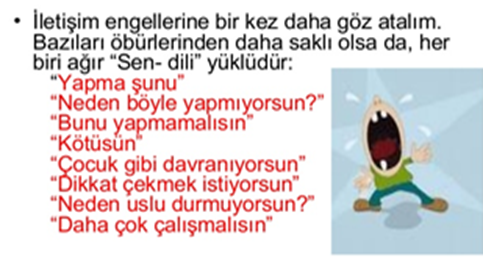 • İletişim engellerine bir kez daha göz atalım.
Bazıları öbürlerinden daha saklı olsa da, her
biri ağır “Sen- dili” yüklüdür:
“Yapma şunu”
“Neden böyle yapmıyorsun?”
“Bunu yapmamalısın”
“Kötüsün”
“Çocuk gibi davranıyorsun”
“Dikkat çekmek istiyorsun”
“Neden uslu durmuyorsun?”
“Daha çok çalışmalısın”